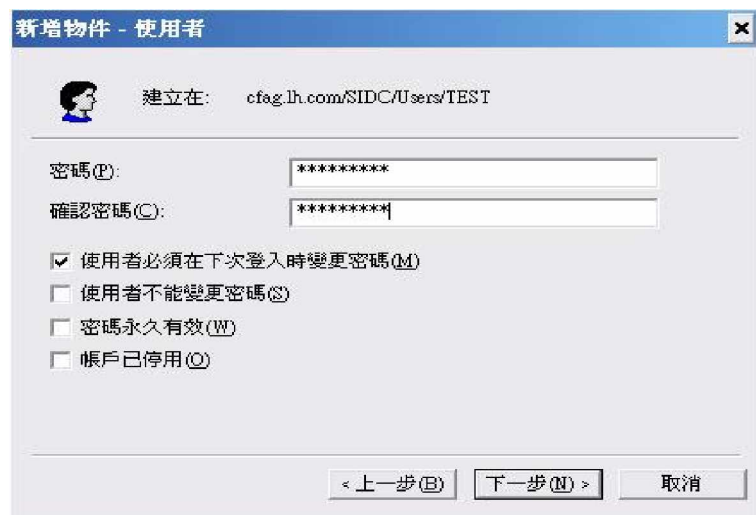 新增物件 - 使用者
建立在: cfag.lh.com/SIDC/Users/TEST
密碼(P): *********
確認密碼(C): *********
使用者必須在下次登入時變更密碼(M)
使用者不能變更密碼(S)
密碼永久有效(W)
帳戶已停用(O)
<上一步(B) 下一步(N)> 取消